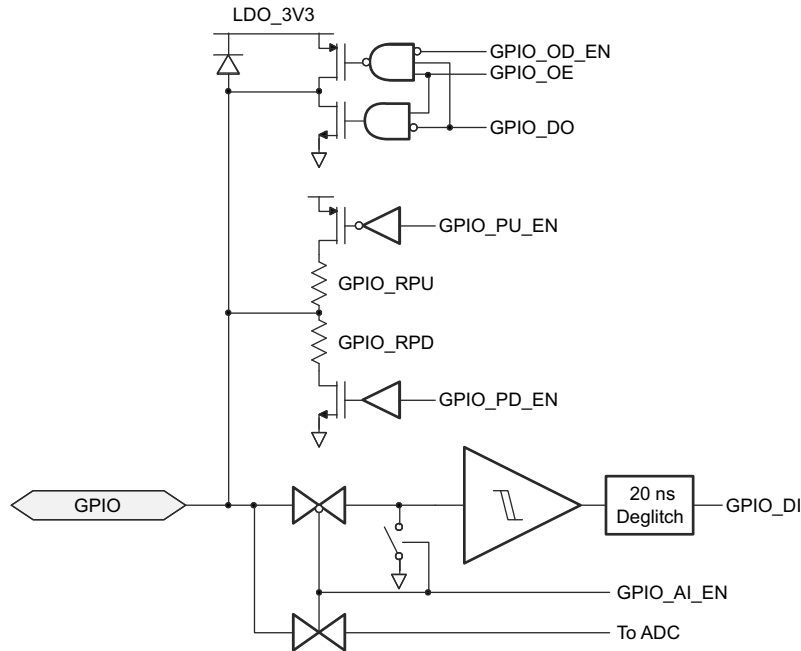 LDO_3V3
GPIO_OD_EN
GPIO_OE
GPIO_DO
GPIO_PU_EN
GPIO_RPU
GPIO_RPD
GPIO_PD_EN
GPIO
20 ns
Deglitch
GPIO_DI
GPIO_AI_EN
To ADC